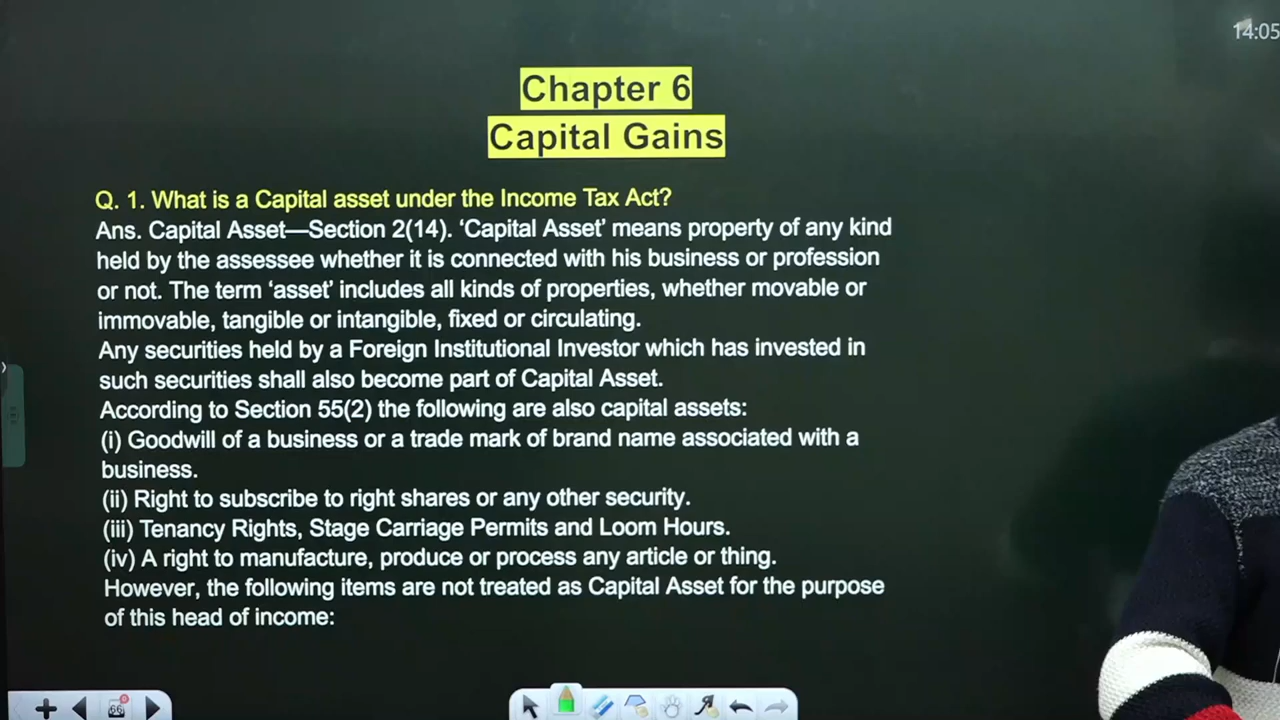 14:05
Chapter 6
Capital Gains
Q. 1. What is a Capital asset under the Income Tax Act?
Ans. Capital Asset—Section 2(14). ‘Capital Asset’ means property of any kind
held by the assessee whether it is connected with his business or profession
or not. The term ‘asset’ includes all kinds of properties, whether movable or
immovable, tangible or intangible, fixed or circulating.
Any securities held by a Foreign Institutional Investor which has invested in
such securities shall also become part of Capital Asset.
According to Section 55(2) the following are also capital assets:
(i) Goodwill of a business or a trade mark of brand name associated with a
business.
(ii) Right to subscribe to right shares or any other security.
(iii) Tenancy Rights, Stage Carriage Permits and Loom Hours.
(iv) A right to manufacture, produce or process any article or thing.
However, the following items are not treated as Capital Asset for the purpose
of this head of income:
66